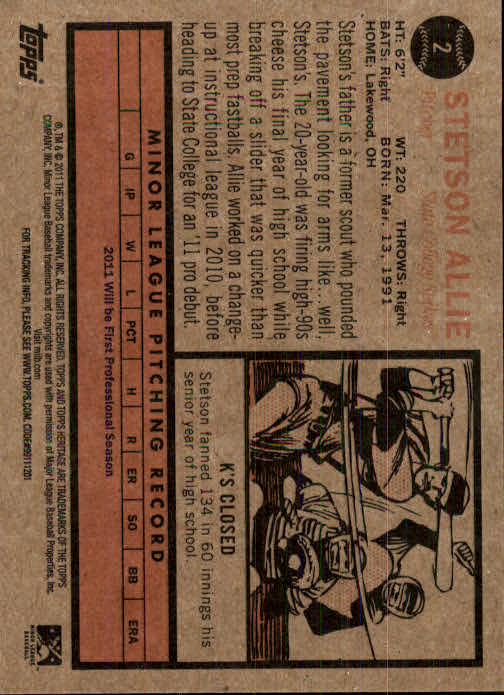 2
STETSON ALLIE
Pitcher
HT: 6'2" WT: 220 THROWS: Right
BATS: Right BORN: Mar. 13, 1991
HOME: Lakewood, OH
Stetson's father is a former scout who pounded
the pavement looking for arms like...well,
Stetson's. The 20-year-old was firing high-90s
cheese his final year of high school while
breaking off a slider that was quicker than
most prep fastballs. Allie worked on a change-
up at instructional league in 2010, before
heading to State College for an '11 pro debut.
K'S CLOSED
Stetson fanned 134 in 60 innings his
senior year of high school.
MINOR LEAGUE PITCHING RECORD
G IP W L PCT H R ER SO BB ERA
2011 Will be First Professional Season
topps
®, TM & © 2011 THE TOPPS COMPANY, INC. ALL RIGHTS RESERVED. TOPPS AND TOPPS HERITAGE ARE TRADEMARKS OF THE TOPPS
COMPANY, INC. Minor League Baseball trademarks and copyrights are used with permission of Major League Baseball Properties, Inc.
Visit milb.com
FOR TRACKING INFO, PLEASE SEE WWW.TOPPS.COM. CODE#99111201
MINOR LEAGUE
BASEBALL